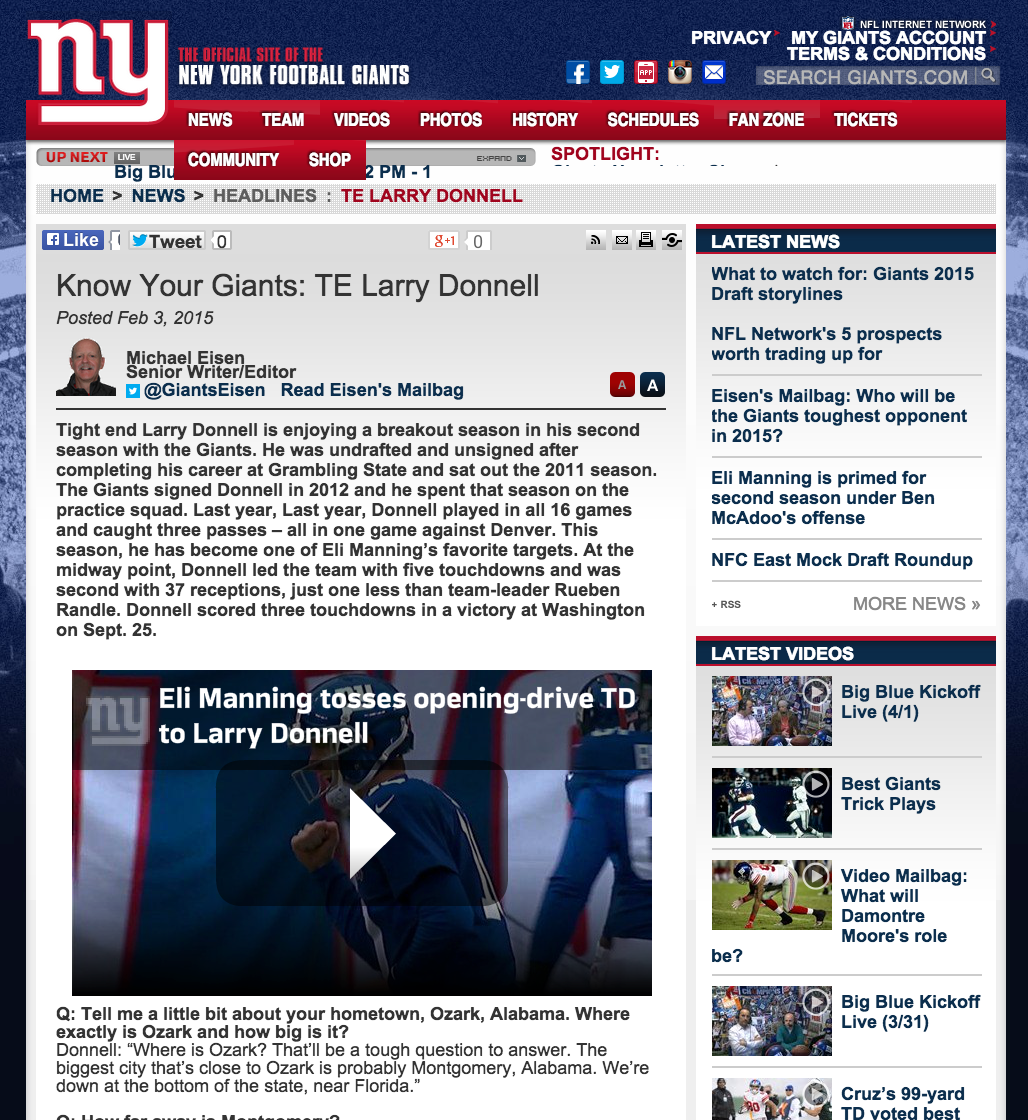 ny
THE OFFICIAL SITE OF THE
NEW YORK FOOTBALL GIANTS
NFL INTERNET NETWORK
PRIVACY MY GIANTS ACCOUNT
TERMS & CONDITIONS
APP
SEARCH GIANTS.COM
NEWS TEAM VIDEOS PHOTOS HISTORY SCHEDULES FAN ZONE TICKETS
COMMUNITY SHOP
UP NEXT LIVE
EXPAND
SPOTLIGHT:
Big Blu
2 PM - 1
HOME > NEWS > HEADLINES : TE LARRY DONNELL
Like
Tweet 0
g+1 0
Know Your Giants: TE Larry Donnell
Posted Feb 3, 2015
Michael Eisen
Senior Writer/Editor
@GiantsEisen Read Eisen's Mailbag
A A
Tight end Larry Donnell is enjoying a breakout season in his second
season with the Giants. He was undrafted and unsigned after
completing his career at Grambling State and sat out the 2011 season.
The Giants signed Donnell in 2012 and he spent that season on the
practice squad. Last year, Last year, Donnell played in all 16 games
and caught three passes – all in one game against Denver. This
season, he has become one of Eli Manning’s favorite targets. At the
midway point, Donnell led the team with five touchdowns and was
second with 37 receptions, just one less than team-leader Rueben
Randle. Donnell scored three touchdowns in a victory at Washington
on Sept. 25.
ny
Eli Manning tosses opening-drive TD
to Larry Donnell
Q: Tell me a little bit about your hometown, Ozark, Alabama. Where
exactly is Ozark and how big is it?
Donnell: “Where is Ozark? That’ll be a tough question to answer. The
biggest city that’s close to Ozark is probably Montgomery, Alabama. We’re
down at the bottom of the state, near Florida.”
Q: How far away is Montgomery?
LATEST NEWS
What to watch for: Giants 2015
Draft storylines
NFL Network's 5 prospects
worth trading up for
Eisen's Mailbag: Who will be
the Giants toughest opponent
in 2015?
Eli Manning is primed for
second season under Ben
McAdoo's offense
NFC East Mock Draft Roundup
+ RSS
MORE NEWS »
LATEST VIDEOS
Big Blue Kickoff
Live (4/1)
Best Giants
Trick Plays
Video Mailbag:
What will
Damontre
Moore's role
be?
Big Blue Kickoff
Live (3/31)
Cruz’s 99-yard
TD voted best